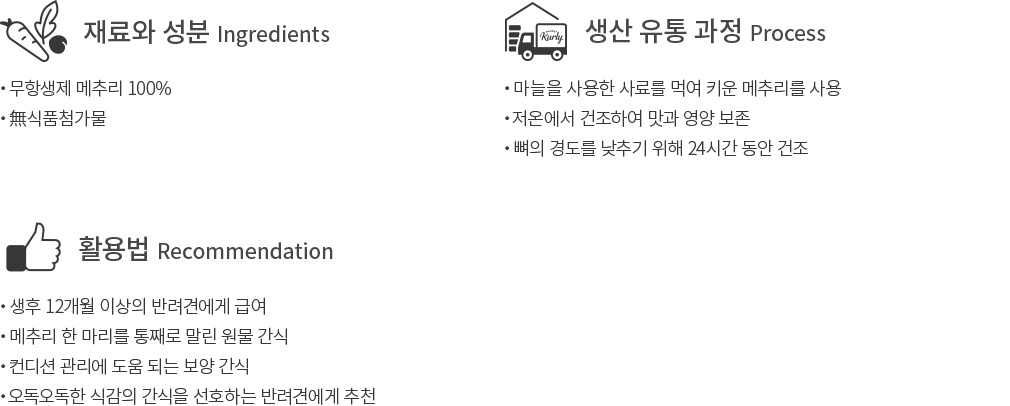 재료와 성분 Ingredients
• 무항생제 메추리 100%
• 無식품첨가물
Kurly
생산 유통 과정 Process
• 마늘을 사용한 사료를 먹여 키운 메추리를 사용
• 저온에서 건조하여 맛과 영양 보존
• 뼈의 경도를 낮추기 위해 24시간 동안 건조
활용법 Recommendation
• 생후 12개월 이상의 반려견에게 급여
• 메추리 한 마리를 통째로 말린 원물 간식
• 컨디션 관리에 도움 되는 보양 간식
• 오독오독한 식감의 간식을 선호하는 반려견에게 추천